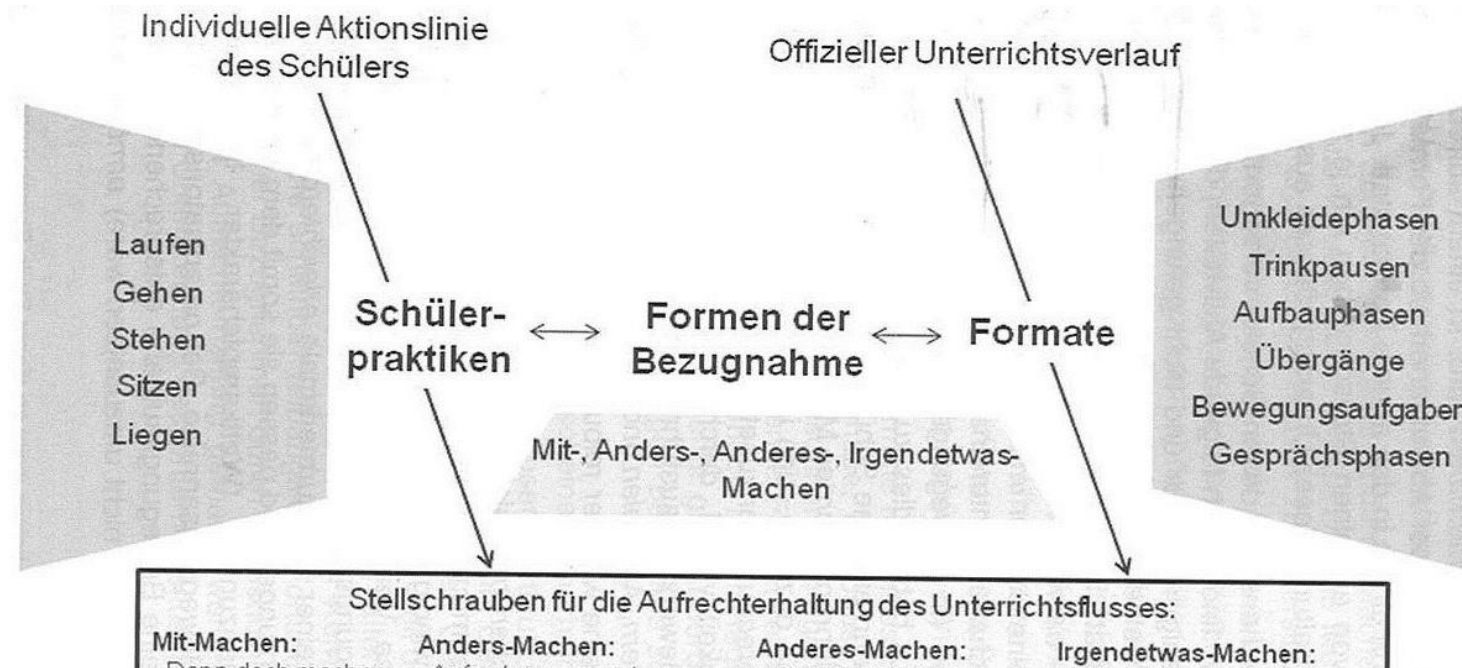 Individuelle Aktionslinie
des Schülers
Offizieller Unterrichtsverlauf
Laufen
Gehen
Stehen
Sitzen
Liegen
Schüler-
praktiken
Formen der
Bezugnahme
Formate
Umkleidephasen
Trinkpausen
Aufbauphasen
Übergänge
Bewegungsaufgaben
Gesprächsphasen
Mit-, Anders-, Anderes-, Irgendetwas-
Machen
Stellschrauben für die Aufrechterhaltung des Unterrichtsflusses:
Mit-Machen: Anders-Machen: Anderes-Machen: Irgendetwas-Machen: